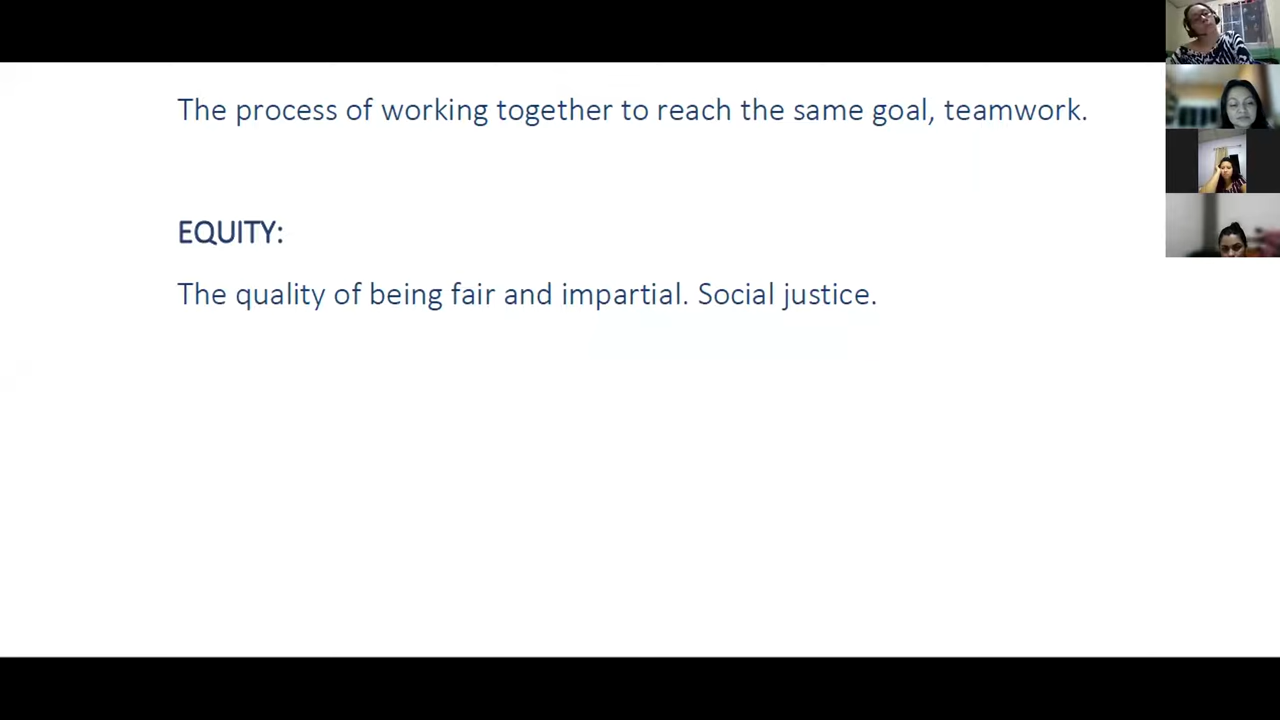 The process of working together to reach the same goal, teamwork.
EQUITY:
The quality of being fair and impartial. Social justice.